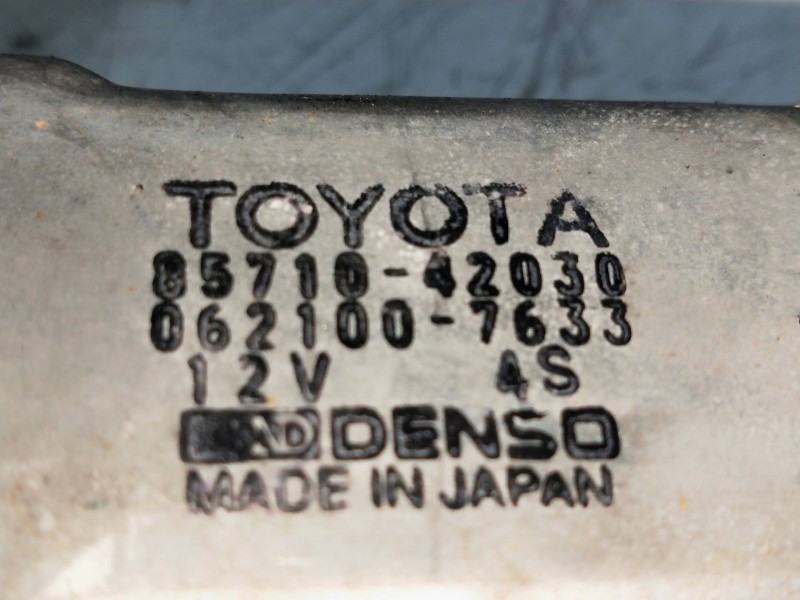 TOYOTA
85710-42030
062100-7633
12V 4S
DENSO
MADE IN JAPAN